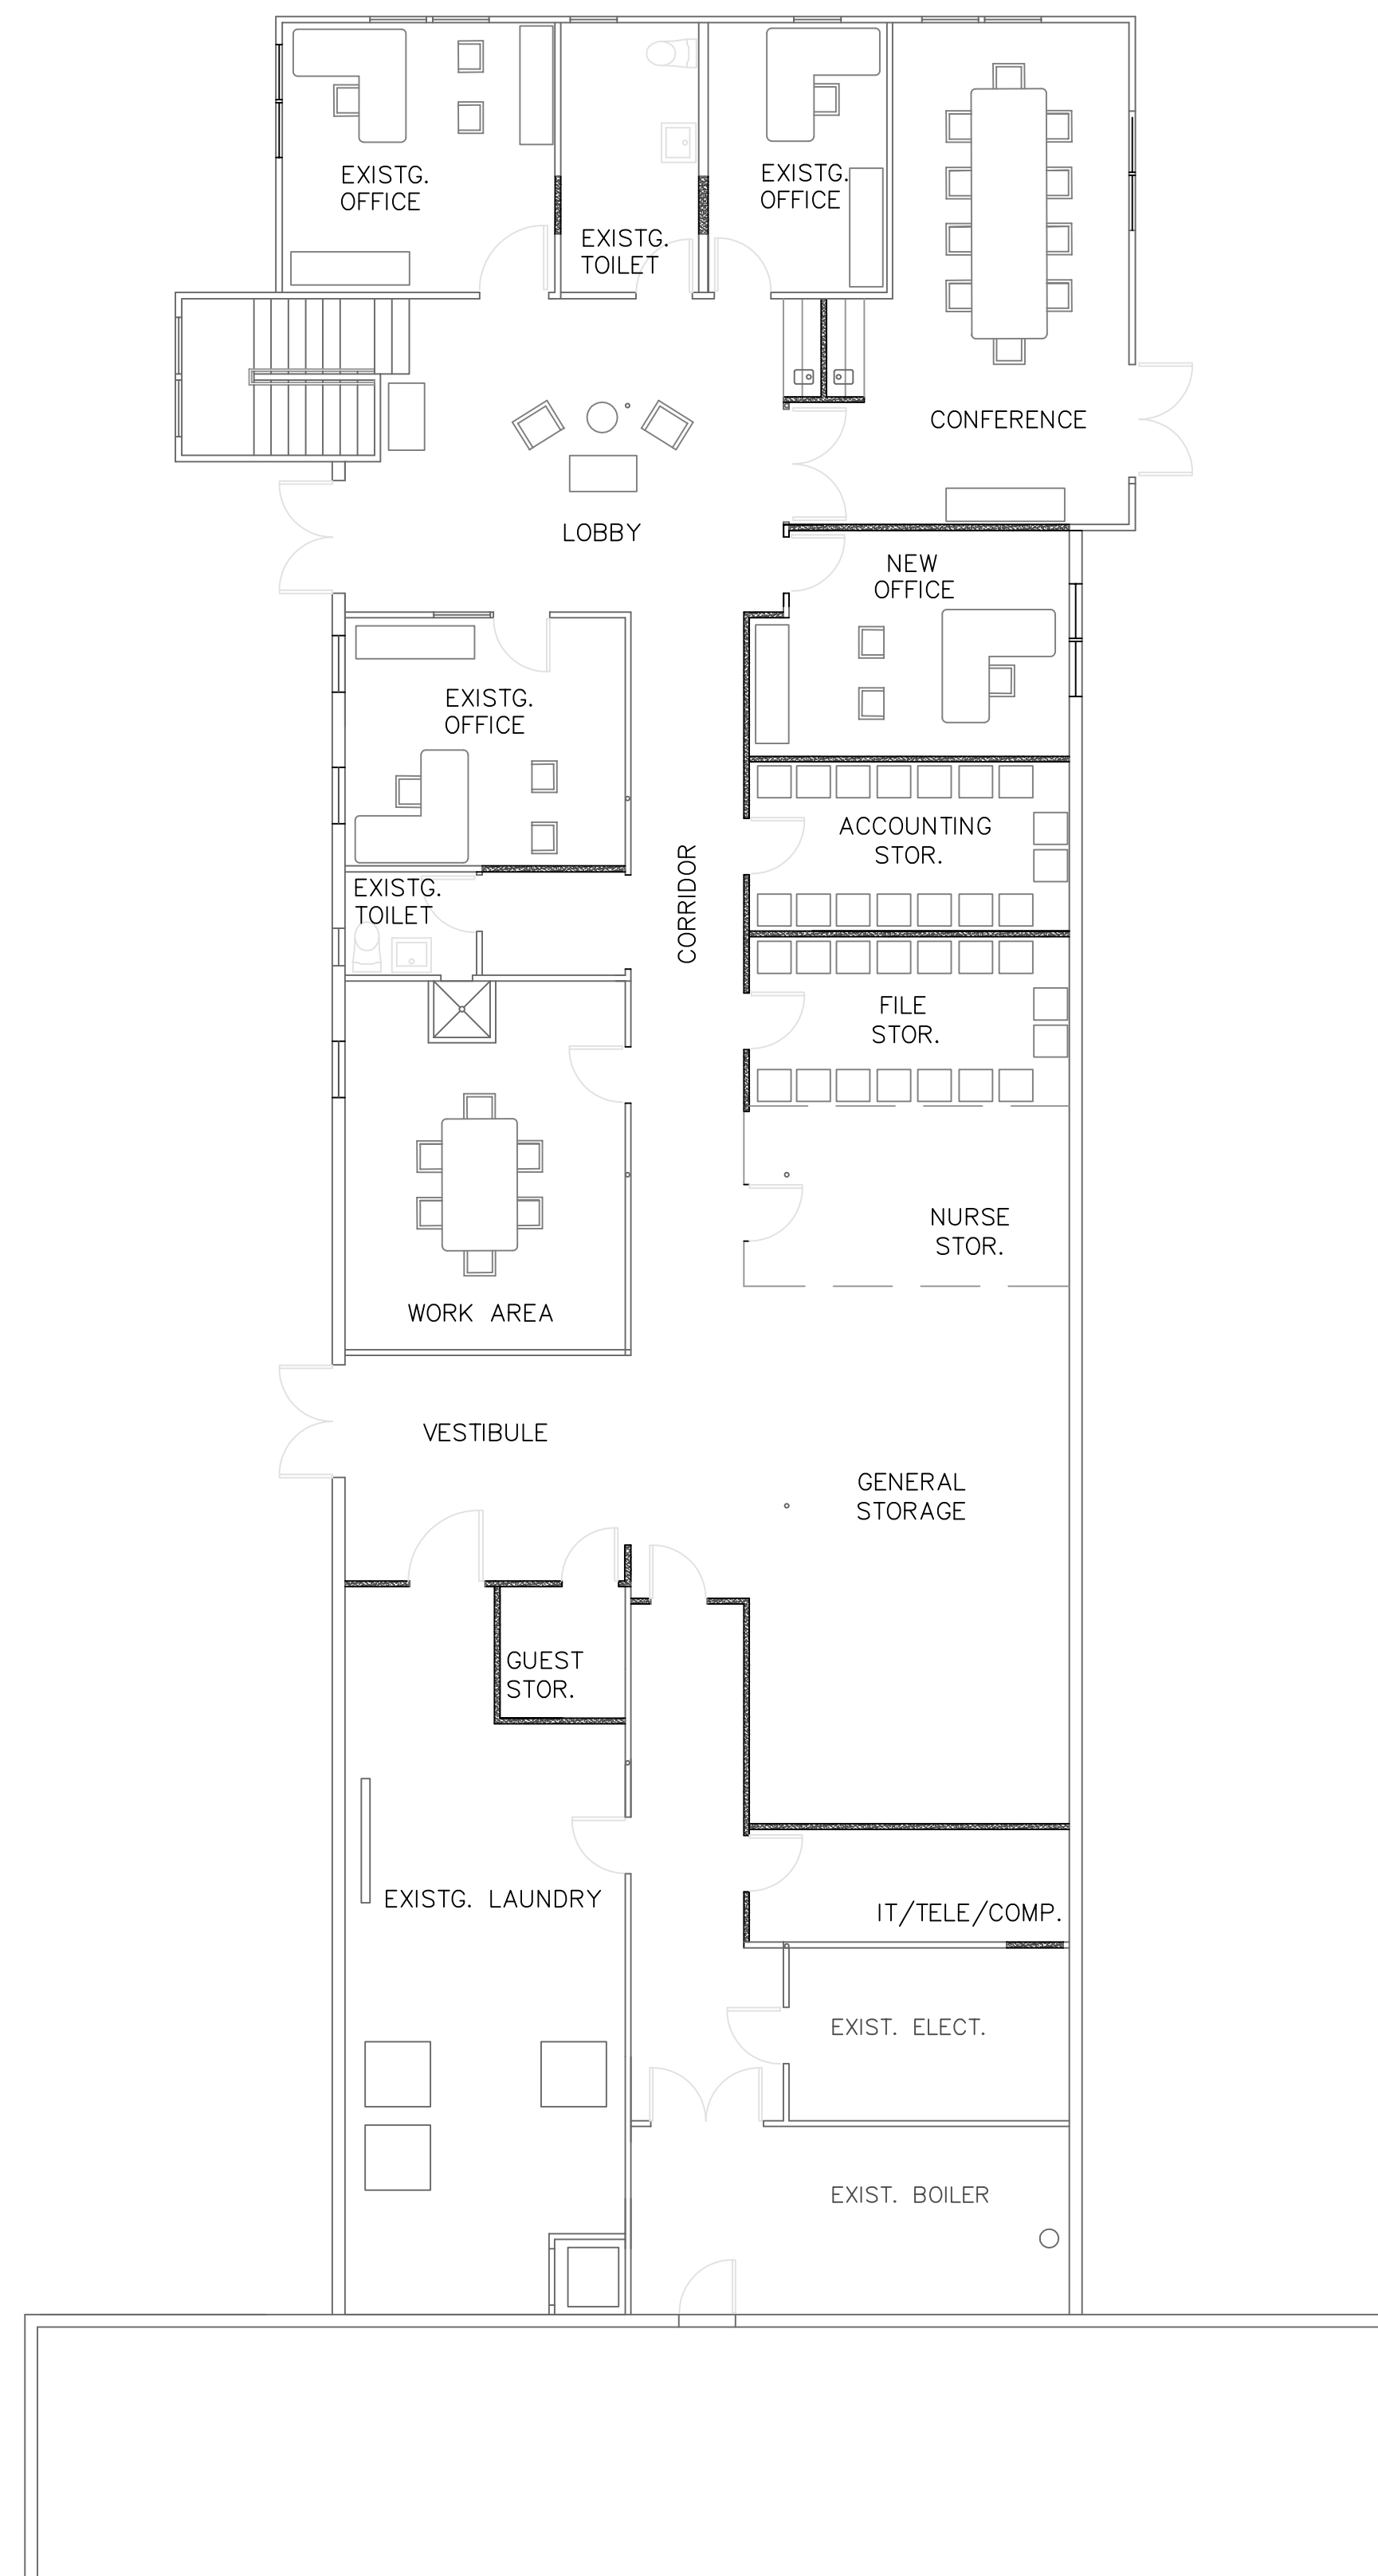 EXISTG.
OFFICE
EXISTG.
TOILET
EXISTG.
OFFICE
CONFERENCE
LOBBY
NEW
OFFICE
EXISTG.
OFFICE
ACCOUNTING
STOR.
EXISTG.
TOILET
CORRIDOR
FILE
STOR.
NURSE
STOR.
WORK AREA
VESTIBULE
GENERAL
STORAGE
GUEST
STOR.
EXISTG. LAUNDRY
IT/TELE/COMP.
EXIST. ELECT.
EXIST. BOILER